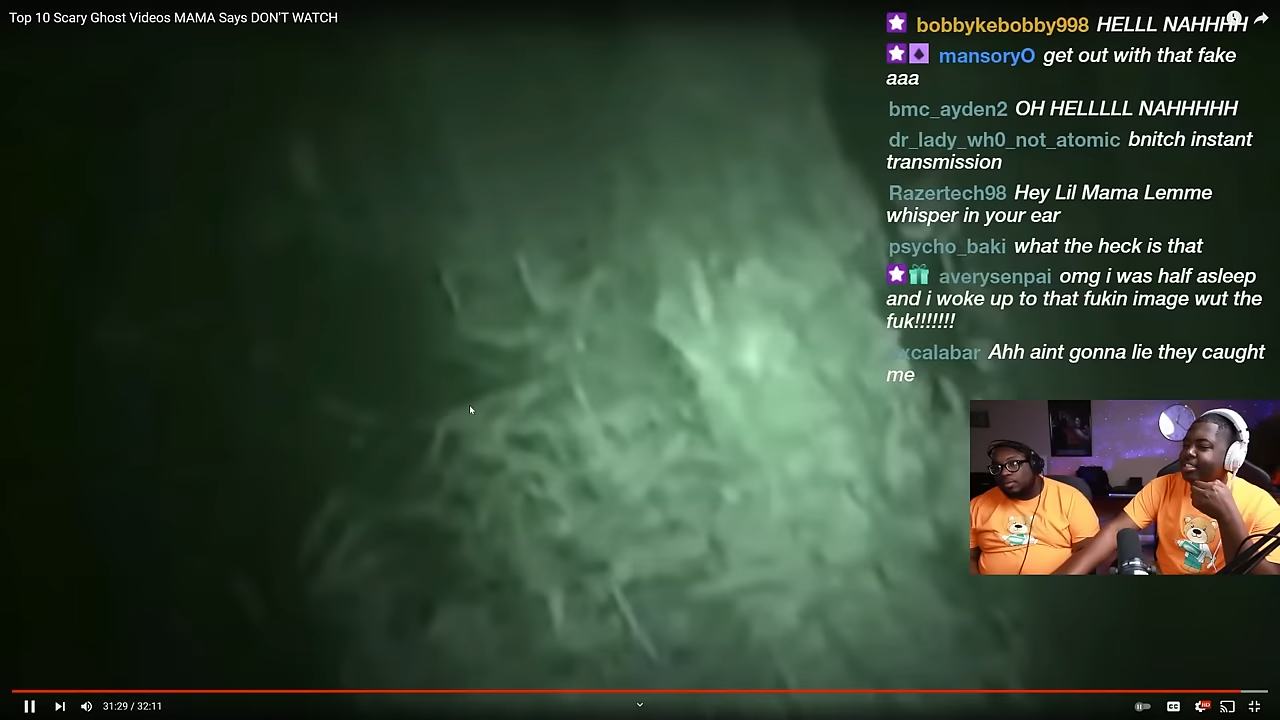 Top 10 Scary Ghost Videos MAMA Says DON'T WATCH
bobbykebobby998 HELLL NAHHHH
mansoryO get out with that fake
aaa
bmc_ayden2 OH HELLLLL NAHHHHH
dr_lady_wh0_not_atomic bnitch instant
transmission
Razertech98 Hey Lil Mama Lemme
whisper in your ear
psycho_baki what the heck is that
averysenpai omg i was half asleep
and i woke up to that fukin image wut the
fuk!!!!!!!
Ahh aint gonna lie they caught
me
31:29 / 32:11
CC
HD